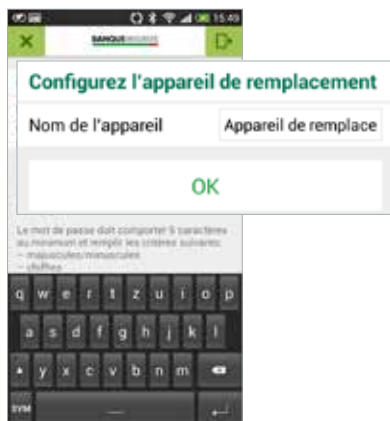 15:49
BANQUE
Configurez l'appareil de remplacement
Nom de l'appareil Appareil de remplace
OK
Le mot de passe doit comporter 5 caractères
au minimum et remplir les critères suivants:
– majuscules/minuscules
– chiffres
q w e r t z u i o p
a s d f g h j k l
y x c v b n m
SYM